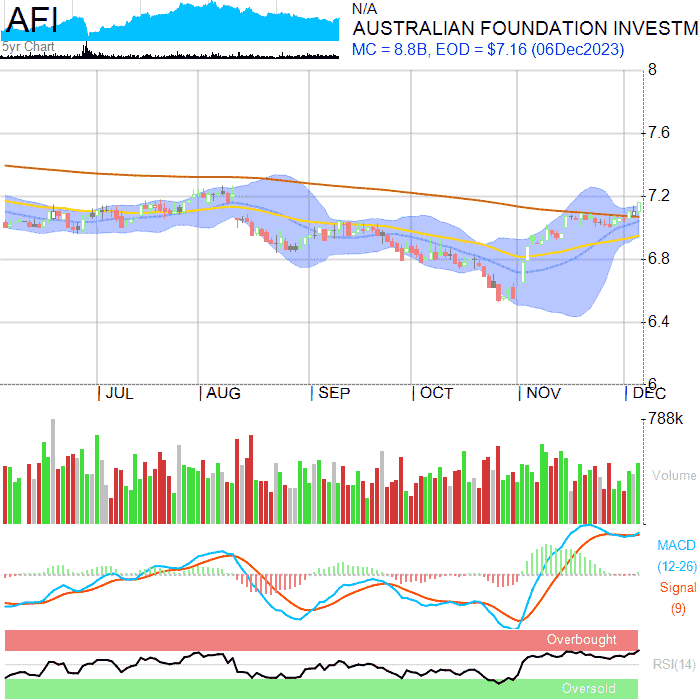 AFI
5yr Chart
N/A
AUSTRALIAN FOUNDATION INVESTM
MC = 8.8B, EOD = $7.16 (06Dec2023)
8
7.6
7.2
6.8
6.4
6
JUL AUG SEP OCT NOV DEC
788k
Volume
MACD
(12-26)
Signal
(9)
Overbought
RSI(14)
Oversold